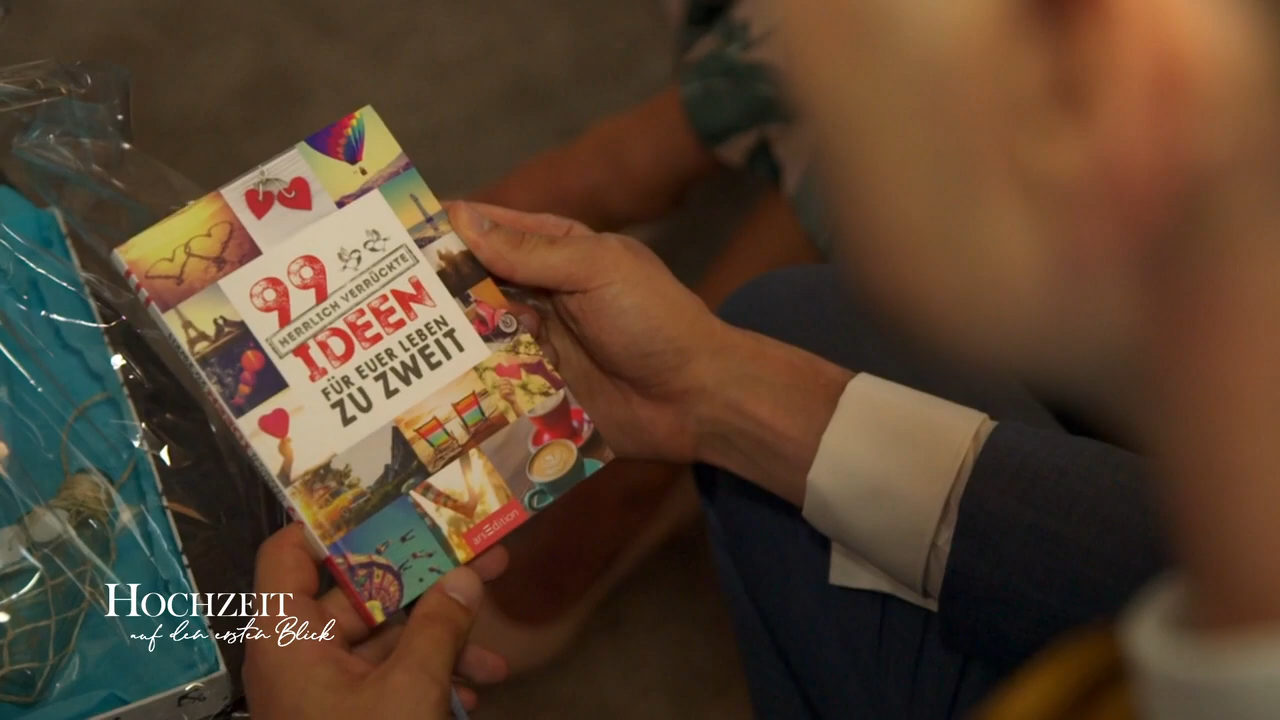 99
HERRLICH VERRÜCKTE
IDEEN
FÜR EUER LEBEN
ZU ZWEIT
arsEdition
HOCHZEIT
auf den ersten Blick